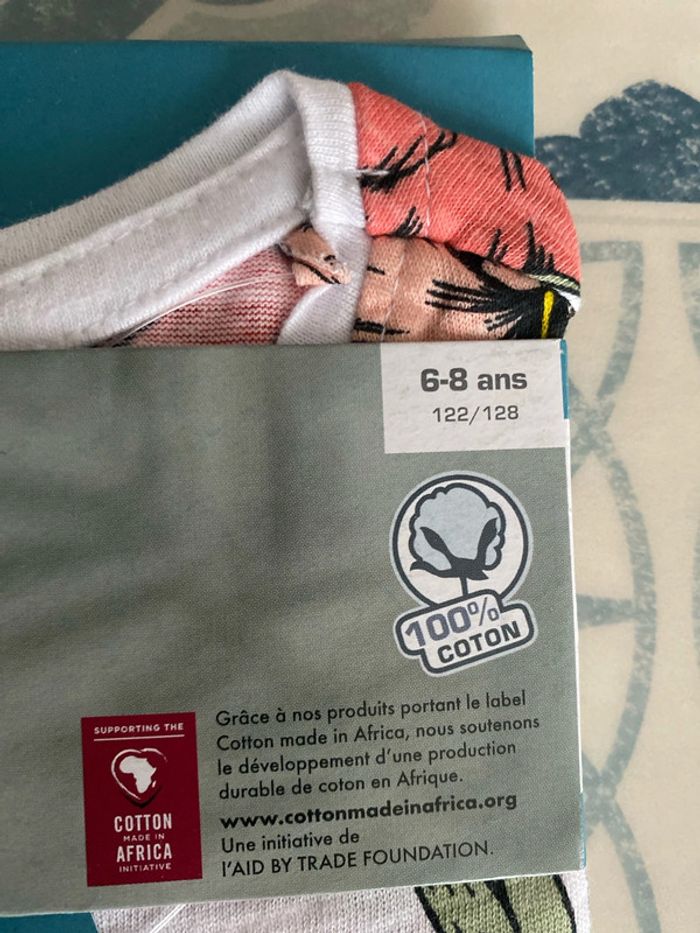 6-8 ans
122/128
100%
COTON
SUPPORTING THE
COTTON
MADE IN
AFRICA
INITIATIVE
Grâce à nos produits portant le label
Cotton made in Africa, nous soutenons
le développement d'une production
durable de coton en Afrique.
www.cottonmadeinafrica.org
Une initiative de
l'AID BY TRADE FOUNDATION.